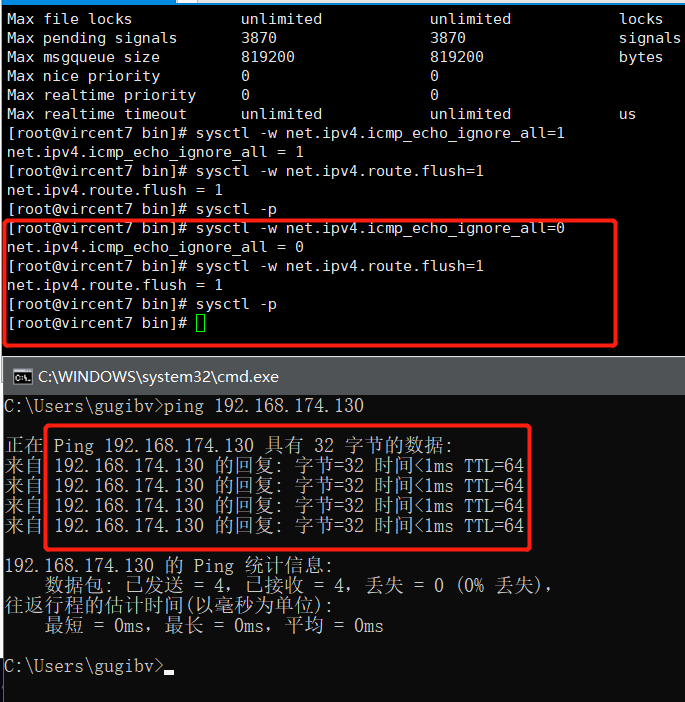 Max file locks unlimited unlimited locks
Max pending signals 3870 3870 signals
Max msgqueue size 819200 819200 bytes
Max nice priority 0 0
Max realtime priority 0 0
Max realtime timeout unlimited unlimited us
[root@vircent7 bin]# sysctl -w net.ipv4.icmp_echo_ignore_all=1
net.ipv4.icmp_echo_ignore_all = 1
[root@vircent7 bin]# sysctl -w net.ipv4.route.flush=1
net.ipv4.route.flush = 1
[root@vircent7 bin]# sysctl -p
[root@vircent7 bin]# sysctl -w net.ipv4.icmp_echo_ignore_all=0
net.ipv4.icmp_echo_ignore_all = 0
[root@vircent7 bin]# sysctl -w net.ipv4.route.flush=1
net.ipv4.route.flush = 1
[root@vircent7 bin]# sysctl -p
[root@vircent7 bin]#
C:\WINDOWS\system32\cmd.exe
C:\Users\gugibv>ping 192.168.174.130
正在 Ping 192.168.174.130 具有 32 字节的数据:
来自 192.168.174.130 的回复: 字节=32 时间<1ms TTL=64
来自 192.168.174.130 的回复: 字节=32 时间<1ms TTL=64
来自 192.168.174.130 的回复: 字节=32 时间<1ms TTL=64
来自 192.168.174.130 的回复: 字节=32 时间<1ms TTL=64
192.168.174.130 的 Ping 统计信息:
数据包: 已发送 = 4，已接收 = 4，丢失 = 0 (0% 丢失)，
往返行程的估计时间(以毫秒为单位):
最短 = 0ms，最长 = 0ms，平均 = 0ms
C:\Users\gugibv>